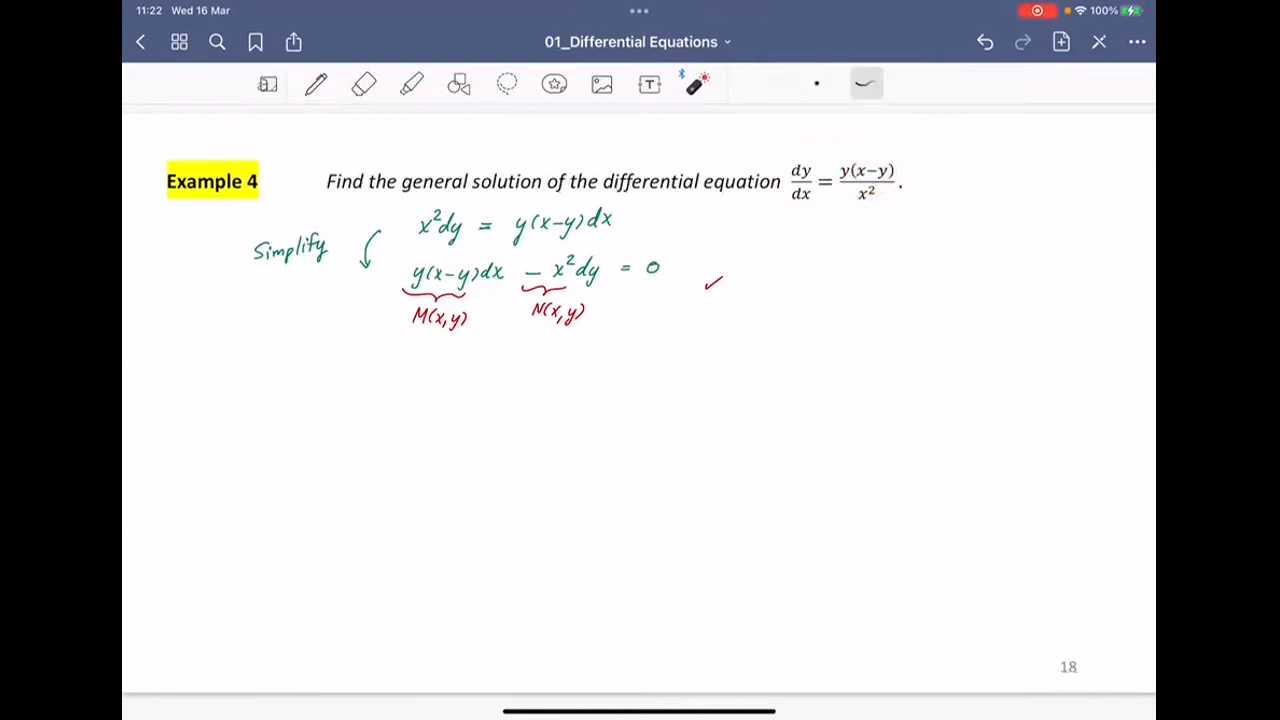 11:22 Wed 16 Mar
100%
01_Differential Equations
T
Example 4 Find the general solution of the differential equation dy/dx = y(x−y)/x².
x²dy = y(x−y)dx
Simplify
y(x−y)dx − x²dy = 0
M(x,y) N(x,y)
18